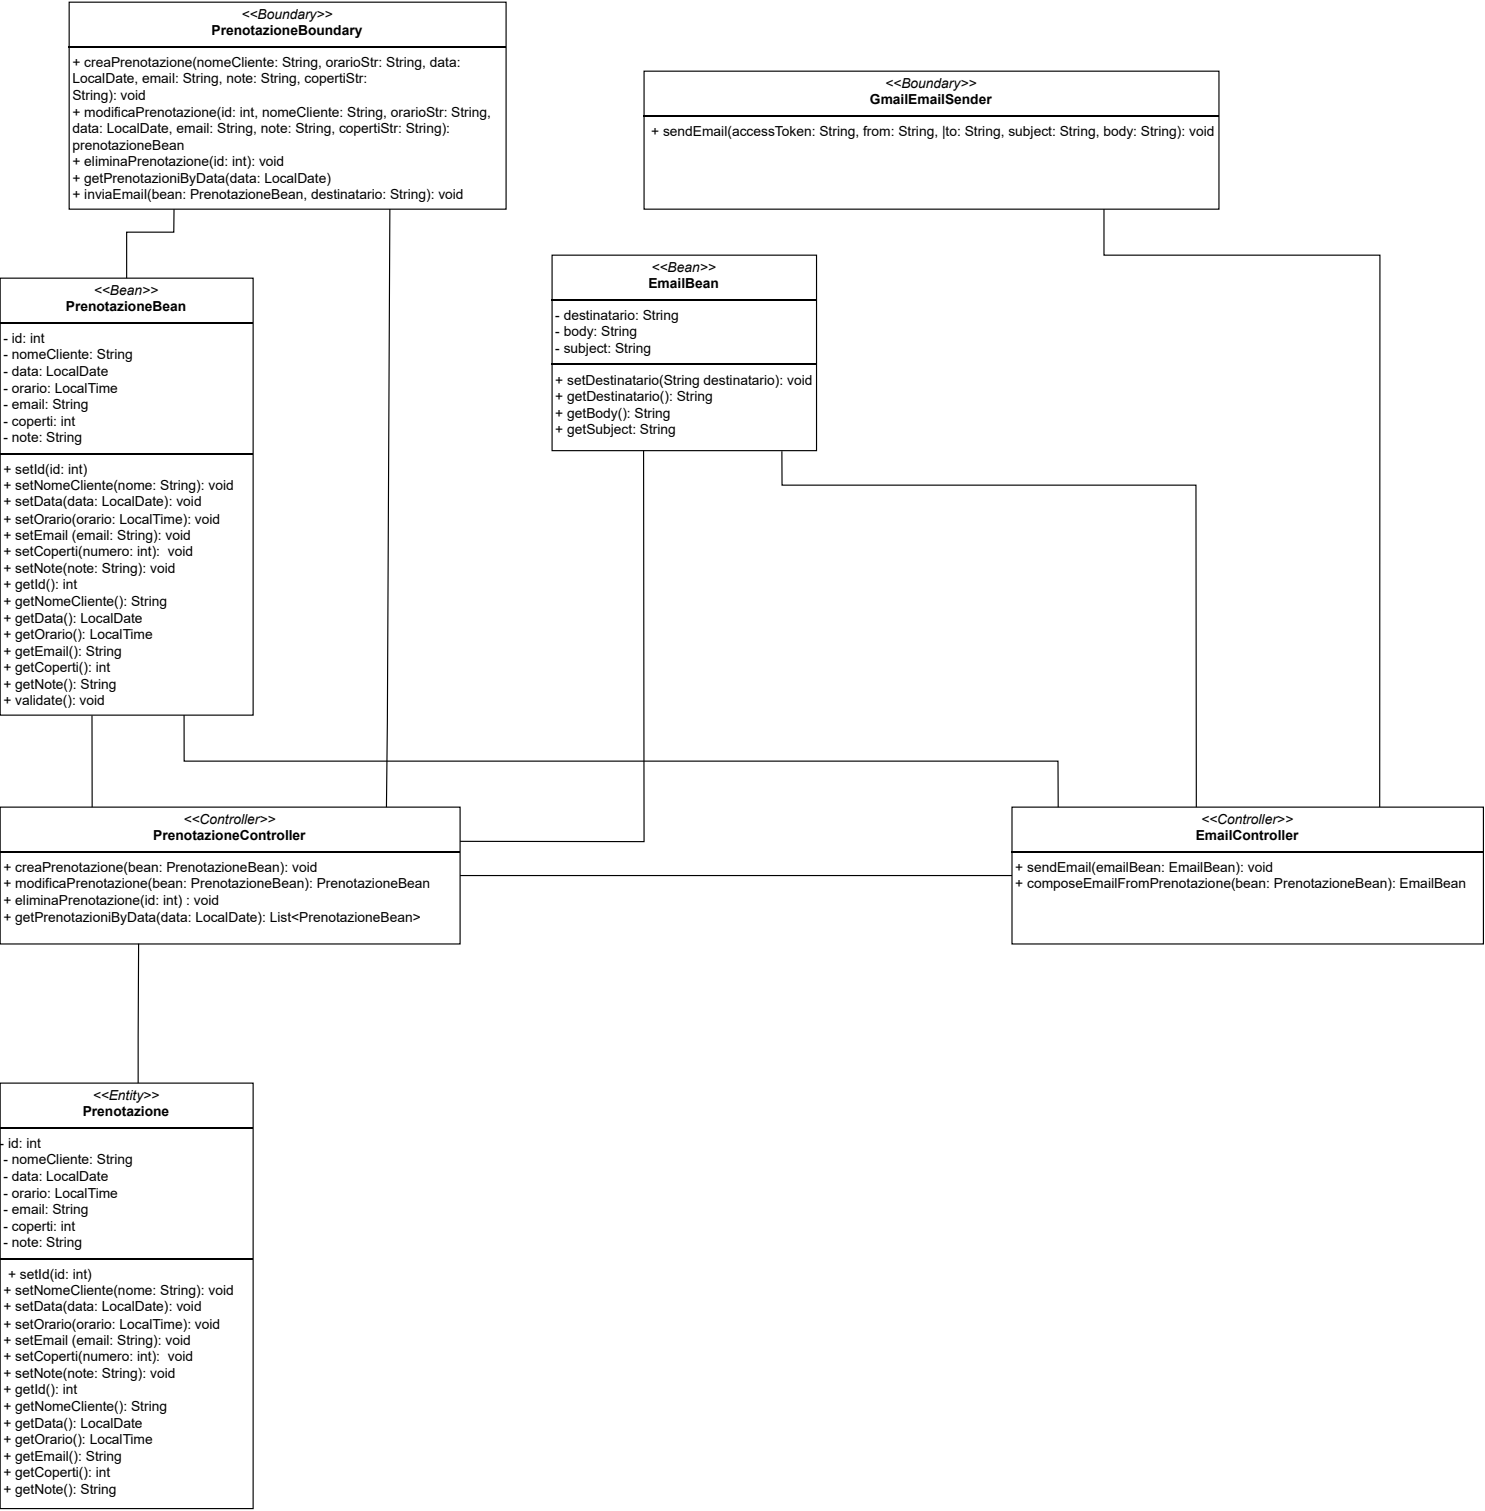 <<Boundary>>
PrenotazioneBoundary
+ creaPrenotazione(nomeCliente: String, orarioStr: String, data:
LocalDate, email: String, note: String, copertiStr:
String): void
+ modificaPrenotazione(id: int, nomeCliente: String, orarioStr: String,
data: LocalDate, email: String, note: String, copertiStr: String):
prenotazioneBean
+ eliminaPrenotazione(id: int): void
+ getPrenotazioniByData(data: LocalDate)
+ inviaEmail(bean: PrenotazioneBean, destinatario: String): void
<<Boundary>>
GmailEmailSender
+ sendEmail(accessToken: String, from: String, |to: String, subject: String, body: String): void
<<Bean>>
EmailBean
- destinatario: String
- body: String
- subject: String
+ setDestinatario(String destinatario): void
+ getDestinatario(): String
+ getBody(): String
+ getSubject: String
<<Bean>>
PrenotazioneBean
- id: int
- nomeCliente: String
- data: LocalDate
- orario: LocalTime
- email: String
- coperti: int
- note: String
+ setId(id: int)
+ setNomeCliente(nome: String): void
+ setData(data: LocalDate): void
+ setOrario(orario: LocalTime): void
+ setEmail (email: String): void
+ setCoperti(numero: int):  void
+ setNote(note: String): void
+ getId(): int
+ getNomeCliente(): String
+ getData(): LocalDate
+ getOrario(): LocalTime
+ getEmail(): String
+ getCoperti(): int
+ getNote(): String
+ validate(): void
<<Controller>>
PrenotazioneController
+ creaPrenotazione(bean: PrenotazioneBean): void
+ modificaPrenotazione(bean: PrenotazioneBean): PrenotazioneBean
+ eliminaPrenotazione(id: int) : void
+ getPrenotazioniByData(data: LocalDate): List<PrenotazioneBean>
<<Controller>>
EmailController
+ sendEmail(emailBean: EmailBean): void
+ composeEmailFromPrenotazione(bean: PrenotazioneBean): EmailBean
<<Entity>>
Prenotazione
- id: int
- nomeCliente: String
- data: LocalDate
- orario: LocalTime
- email: String
- coperti: int
- note: String
+ setId(id: int)
+ setNomeCliente(nome: String): void
+ setData(data: LocalDate): void
+ setOrario(orario: LocalTime): void
+ setEmail (email: String): void
+ setCoperti(numero: int):  void
+ setNote(note: String): void
+ getId(): int
+ getNomeCliente(): String
+ getData(): LocalDate
+ getOrario(): LocalTime
+ getEmail(): String
+ getCoperti(): int
+ getNote(): String